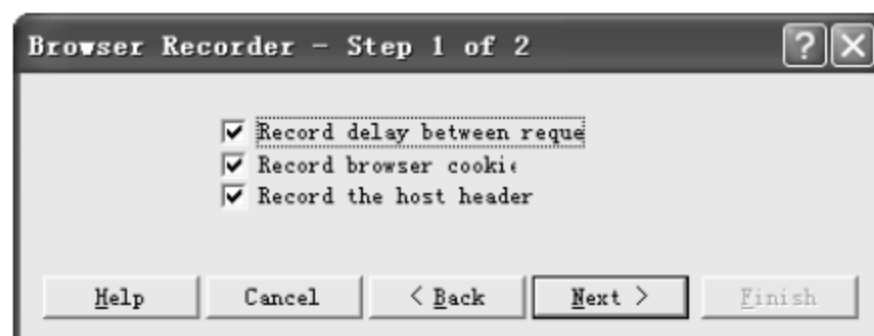 Browser Recorder - Step 1 of 2
Record delay between reque
Record browser cooki
Record the host header
Help Cancel < Back Next > Finish